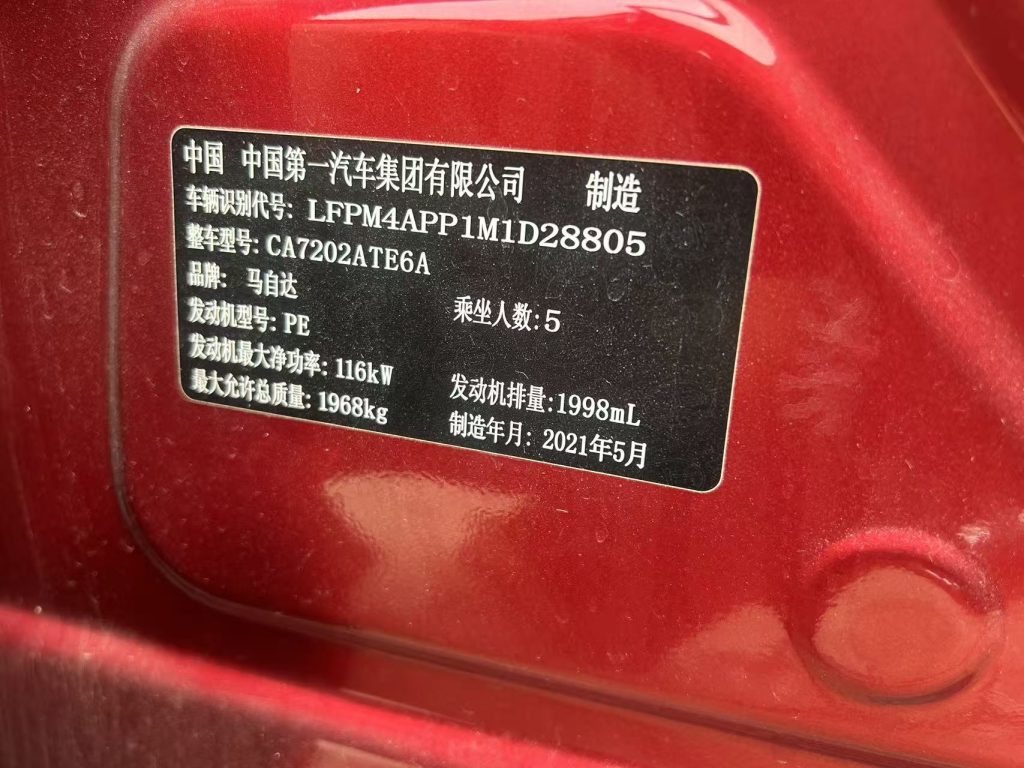 中国 中国第一汽车集团有限公司 制造
车辆识别代号: LFPM4APP1M1D28805
整车型号: CA7202ATE6A
品牌: 马自达 乘坐人数: 5
发动机型号: PE
发动机最大净功率: 116kW 发动机排量: 1998mL
最大允许总质量: 1968kg 制造年月: 2021年5月